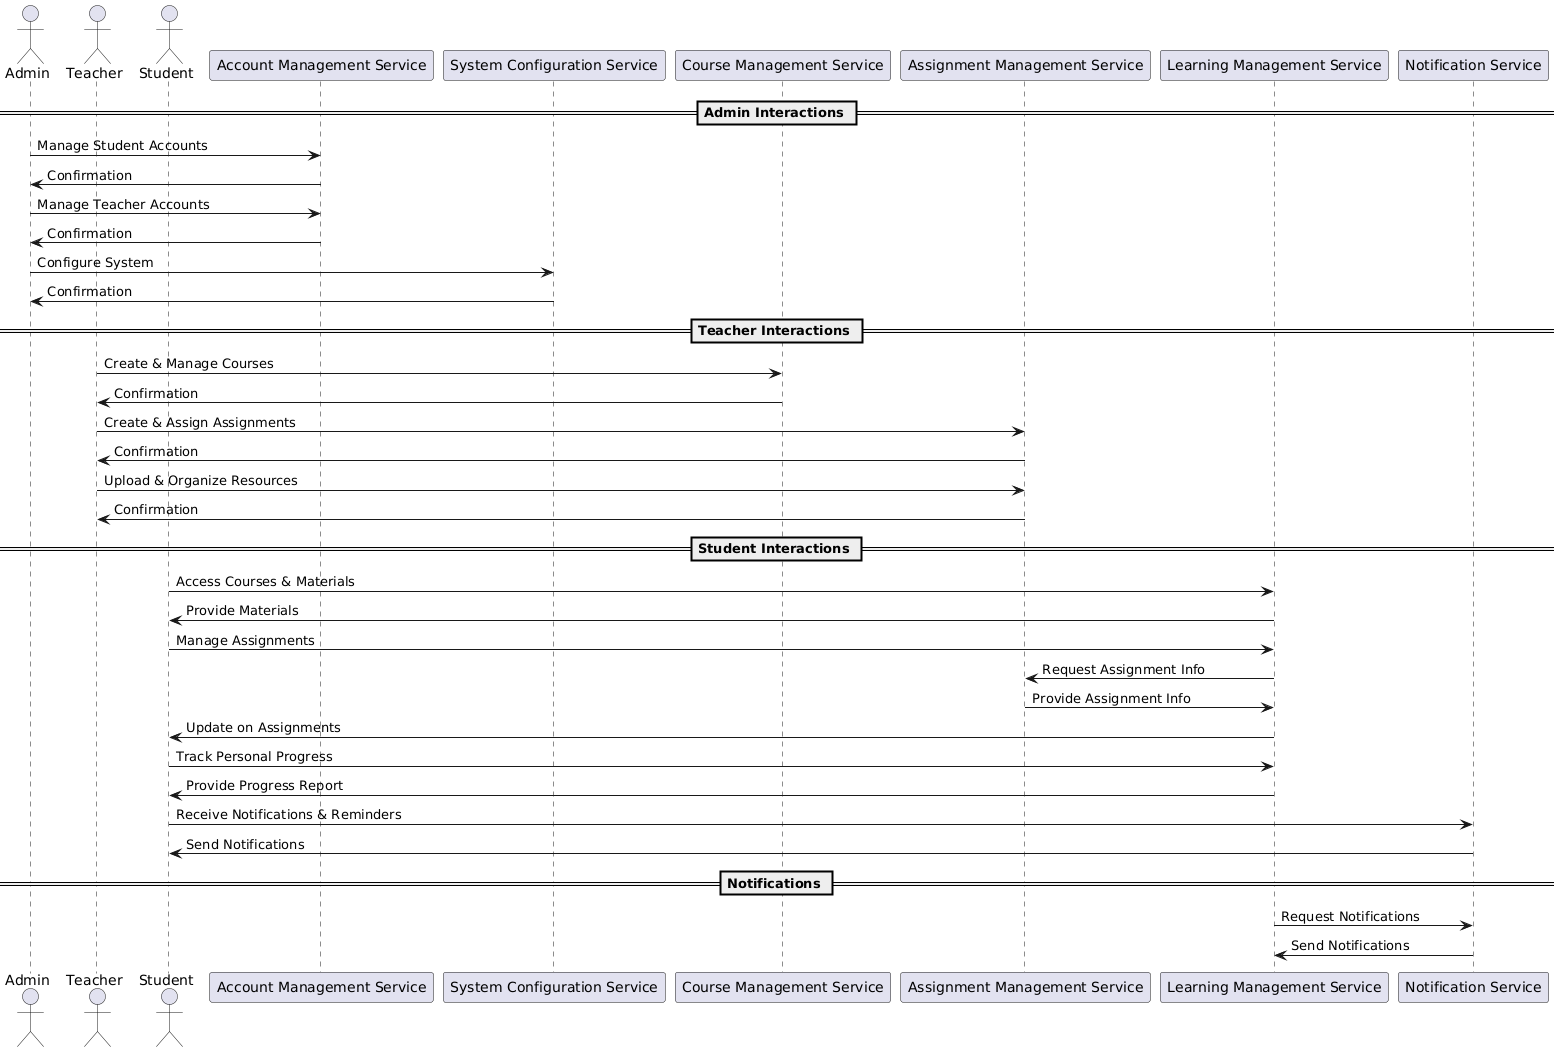 Admin
Teacher
Student
Account Management Service
System Configuration Service
Course Management Service
Assignment Management Service
Learning Management Service
Notification Service
Admin Interactions
Manage Student Accounts
Confirmation
Manage Teacher Accounts
Confirmation
Configure System
Confirmation
Teacher Interactions
Create & Manage Courses
Confirmation
Create & Assign Assignments
Confirmation
Upload & Organize Resources
Confirmation
Student Interactions
Access Courses & Materials
Provide Materials
Manage Assignments
Request Assignment Info
Provide Assignment Info
Update on Assignments
Track Personal Progress
Provide Progress Report
Receive Notifications & Reminders
Send Notifications
Notifications
Request Notifications
Send Notifications
Admin
Teacher
Student
Account Management Service
System Configuration Service
Course Management Service
Assignment Management Service
Learning Management Service
Notification Service